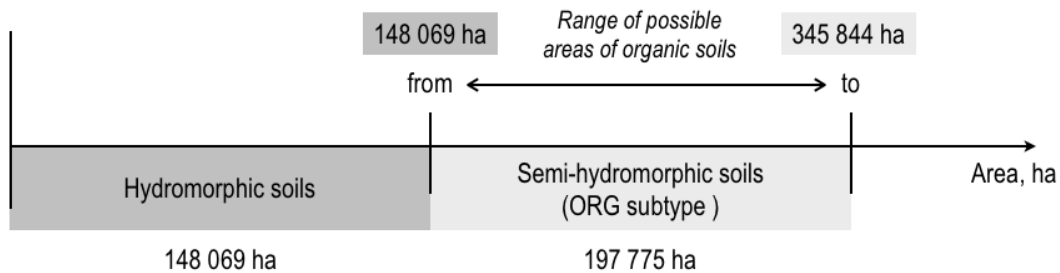 148 069 ha
Range of possible
areas of organic soils
345 844 ha
from
to
Hydromorphic soils
Semi-hydromorphic soils
(ORG subtype )
Area, ha
148 069 ha
197 775 ha